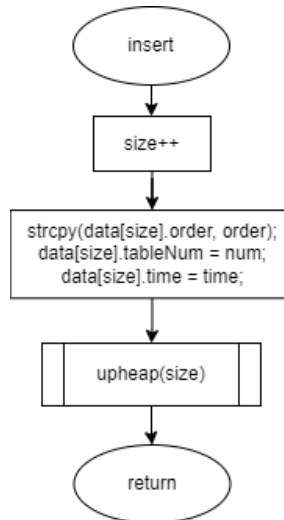 insert
size++
strcpy(data[size].order, order);
data[size].tableNum = num;
data[size].time = time;
upheap(size)
return